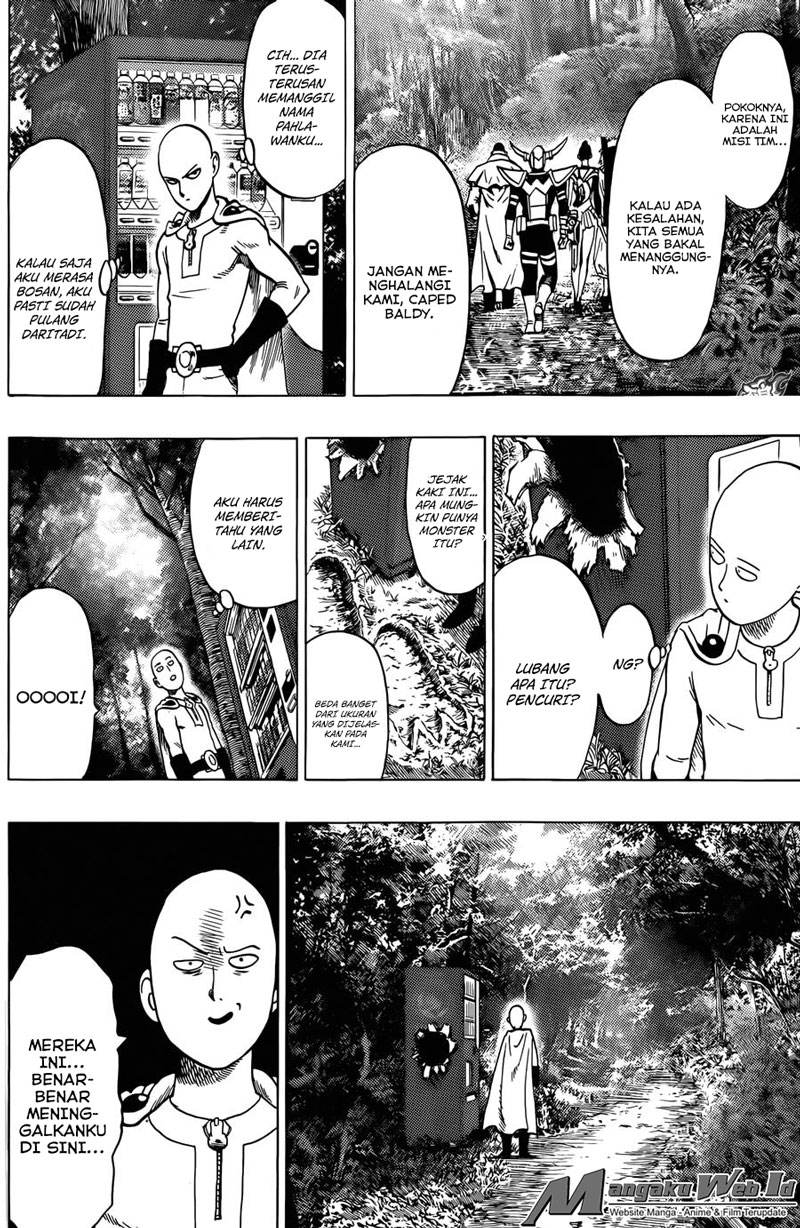 POKOKNYA,
KARENA INI
ADALAH
MISI TIM...
KALAU ADA
KESALAHAN,
KITA SEMUA
YANG BAKAL
MENANGGUNG-
NYA.
JANGAN ME-
NGHALANGI
KAMI, CAPED
BALDY.
CIH... DIA
TERUS-
TERUSAN
MEMANGGIL
NAMA
PAHLA-
WANKU...
KALAU SAJA
AKU MERASA
BOSAN, AKU
PASTI SUDAH
PULANG
DARITADI.
NG?
LUBANG
APA ITU?
PENCURI?
JEJAK
KAKI INI...
APA MUNG-
KIN PUNYA
MONSTER
ITU?
BEDA BANGET
DARI UKURAN
YANG DIJELAS-
KAN PADA
KAMI...
AKU HARUS
MEMBERI-
TAHU YANG
LAIN.
OOOOI!
MEREKA
INI...
BENAR-
BENAR
MENING-
GALKANKU
DI SINI...
Mangaku Web Id
Website Manga - Anime & Film Terupdate